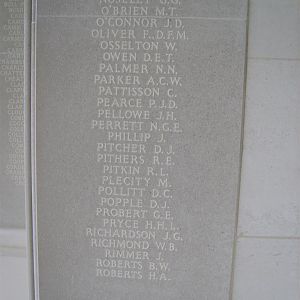 O'BRIEN M.T.
O'CONNOR J.D.
OLIVER F., D.F.M.
OSSELTON W.
OWEN D.E.T.
PALMER N.N.
PARKER A.C.W.
PATTISSON C.
PEARCE P.J.D.
PELLOWE J.H.
PERRETT N.G.E.
PHILLIP J.
PITCHER D.J.
PITHERS R.E.
PITKIN R.L.
PLECITY M.
POLLITT D.C.
POPPLE D.J.
PROBERT G.E.
PRYCE H.H.L.
RICHARDSON J.G.
RICHMOND W.B.
RIMMER J.
ROBERTS B.W.
ROBERTS H.A.